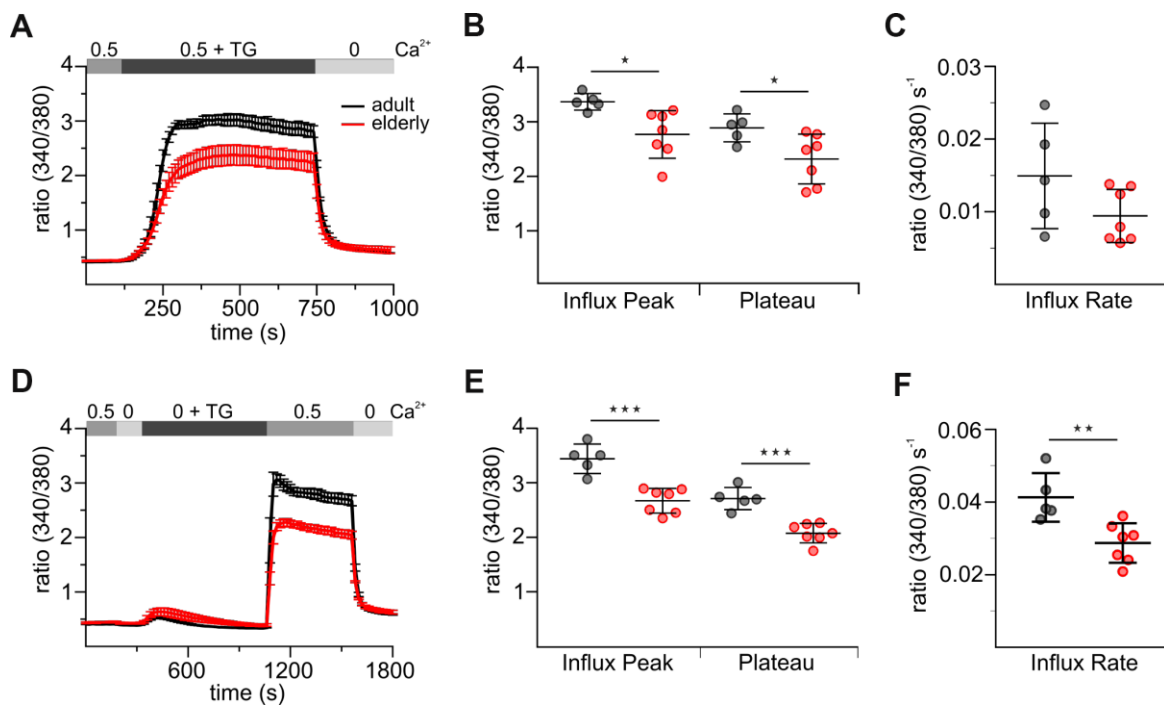 A
0.5 0.5 + TG 0 Ca²⁺
4
3
2
1
ratio (340/380)
adult
elderly
250 500 750 1000
time (s)
B
4
3
2
1
ratio (340/380)
★ ★
Influx Peak Plateau
C
0.03
0.02
0.01
ratio (340/380) s⁻¹
Influx Rate
D
0.5 0 0 + TG 0.5 0 Ca²⁺
4
3
2
1
ratio (340/380)
600 1200 1800
time (s)
E
4
3
2
1
ratio (340/380)
★★★ ★★★
Influx Peak Plateau
F
0.06
0.04
0.02
ratio (340/380) s⁻¹
★★
Influx Rate